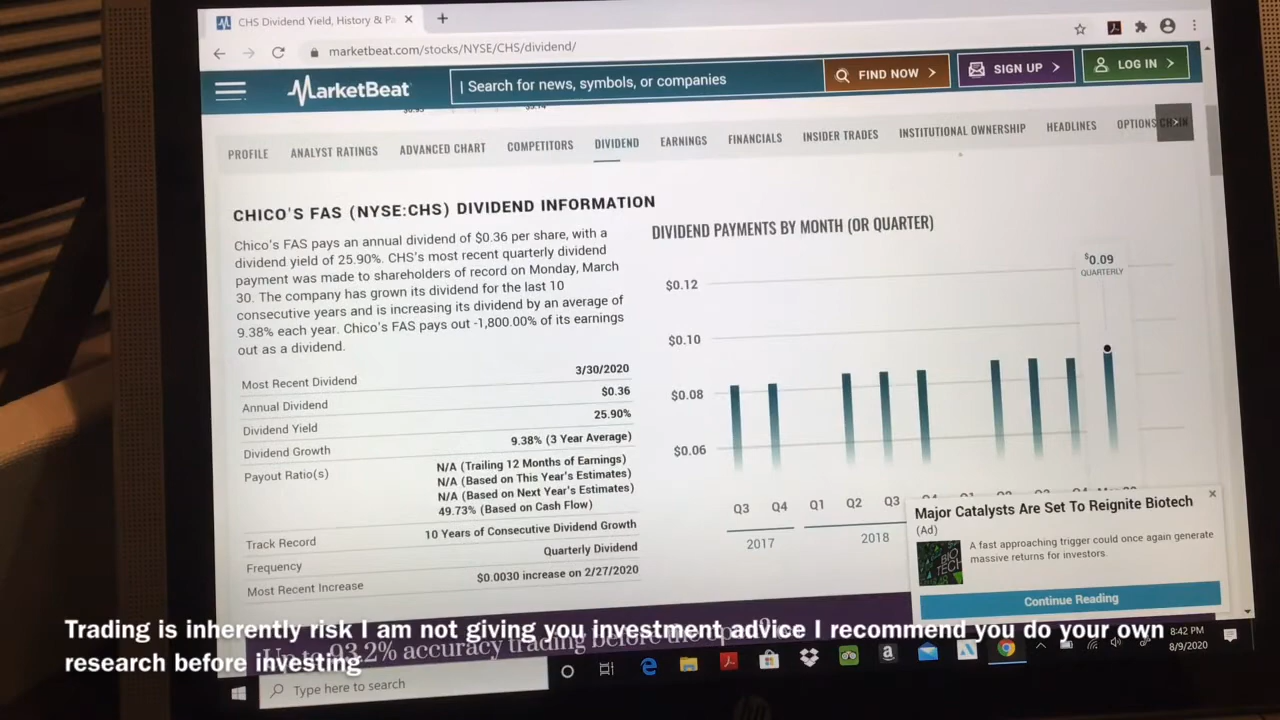 CHS Dividend Yield, History & Pa
marketbeat.com/stocks/NYSE/CHS/dividend/
MarketBeat
Search for news, symbols, or companies
FIND NOW
SIGN UP
LOG IN
PROFILE
ANALYST RATINGS
ADVANCED CHART
COMPETITORS
DIVIDEND
EARNINGS
FINANCIALS
INSIDER TRADES
INSTITUTIONAL OWNERSHIP
HEADLINES
OPTIONS CHAIN
CHICO'S FAS (NYSE:CHS) DIVIDEND INFORMATION
Chico's FAS pays an annual dividend of $0.36 per share, with a
dividend yield of 25.90%. CHS's most recent quarterly dividend
payment was made to shareholders of record on Monday, March
30. The company has grown its dividend for the last 10
consecutive years and is increasing its dividend by an average of
9.38% each year. Chico's FAS pays out -1,800.00% of its earnings
out as a dividend.
Most Recent Dividend 3/30/2020
Annual Dividend $0.36
Dividend Yield 25.90%
Dividend Growth 9.38% (3 Year Average)
Payout Ratio(s) N/A (Trailing 12 Months of Earnings)
N/A (Based on This Year's Estimates)
N/A (Based on Next Year's Estimates)
49.73% (Based on Cash Flow)
Track Record 10 Years of Consecutive Dividend Growth
Frequency Quarterly Dividend
Most Recent Increase $0.0030 increase on 2/27/2020
DIVIDEND PAYMENTS BY MONTH (OR QUARTER)
$0.09
QUARTERLY
$0.12
$0.10
$0.08
$0.06
Q3 Q4 Q1 Q2 Q3
2017 2018
Major Catalysts Are Set To Reignite Biotech
(Ad)
BIO
TECH
A fast approaching trigger could once again generate
massive returns for investors.
Continue Reading
Up to 93.2% accuracy trading before the
Trading is inherently risk I am not giving you investment advice I recommend you do your own
research before investing
Type here to search
8:42 PM
8/9/2020